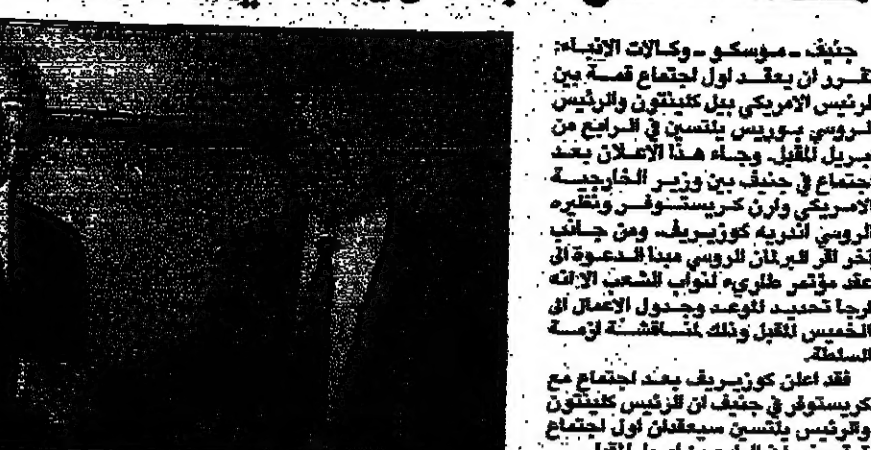 جنيف ـ موسكو ـ وكالات الانباء:
تقرر ان يعقد اول اجتماع قمة بين
الرئيس الامريكي بيل كلينتون والرئيس
الروسي بوريس يلتسين في الرابع من
ابريل المقبل. وجاء هذا الاعلان بعد
اجتماع في جنيف بين وزير الخارجية
الامريكي وارن كريستوفر ونظيره
الروسي اندريه كوزيريف. ومن جانب
آخر اقر البرلمان الروسي مبدأ الدعوة الى
عقد مؤتمر طاريء لنواب الشعب الا انه
ارجأ تحديد الموعد وجدول الاعمال الى
الخميس المقبل وذلك لمناقشة ازمة
السلطة.
فقد اعلن كوزيريف بعد اجتماع مع
كريستوفر في جنيف ان الرئيس كلينتون
والرئيس يلتسين سيعقدان اول اجتماع